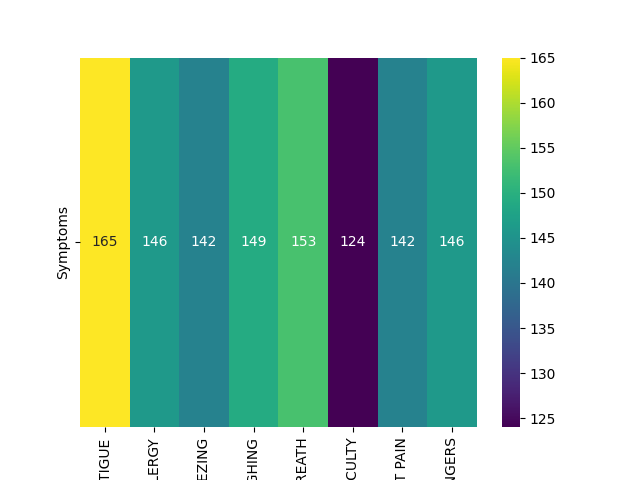 165
160
155
150
145
140
135
130
125
Symptoms
165 146 142 149 153 124 142 146
TIGUE
LERGY
EZING
GHING
REATH
CULTY
T PAIN
NGERS